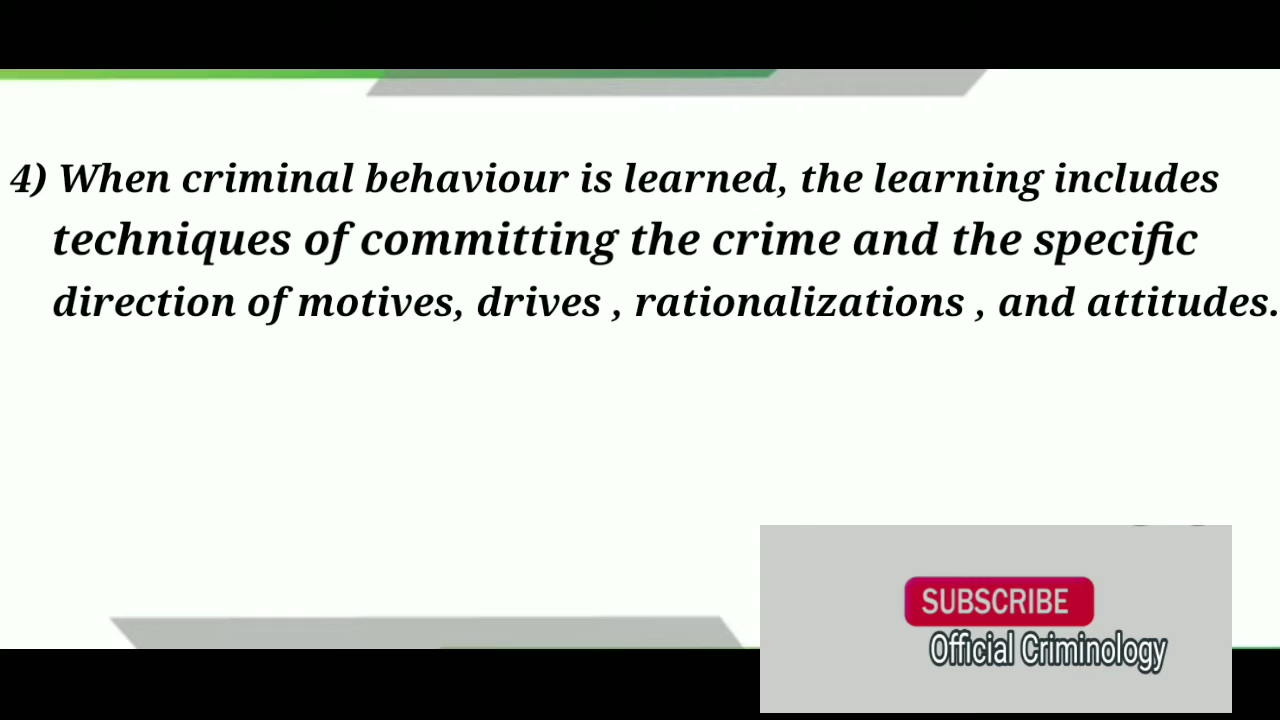 4) When criminal behaviour is learned, the learning includes
techniques of committing the crime and the specific
direction of motives, drives , rationalizations , and attitudes.
SUBSCRIBE
Official Criminology